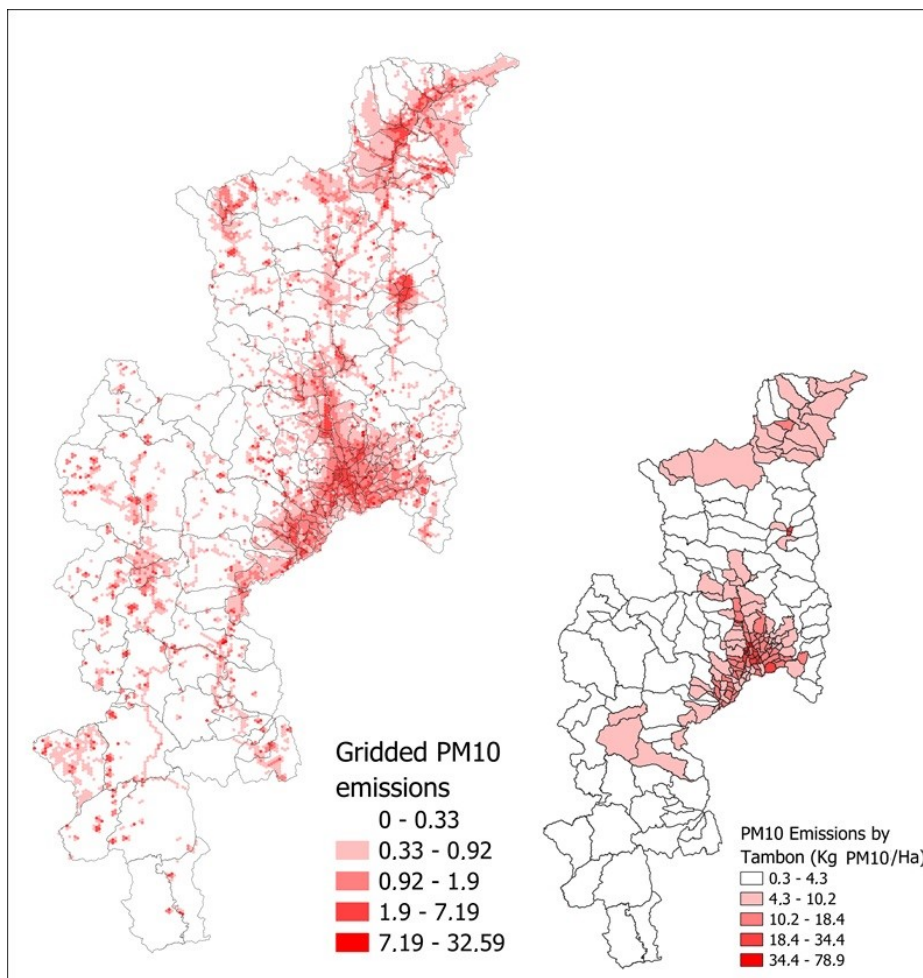 Gridded PM10
emissions
0 - 0.33
0.33 - 0.92
0.92 - 1.9
1.9 - 7.19
7.19 - 32.59
PM10 Emissions by
Tambon (Kg PM10/Ha)
0.3 - 4.3
4.3 - 10.2
10.2 - 18.4
18.4 - 34.4
34.4 - 78.9